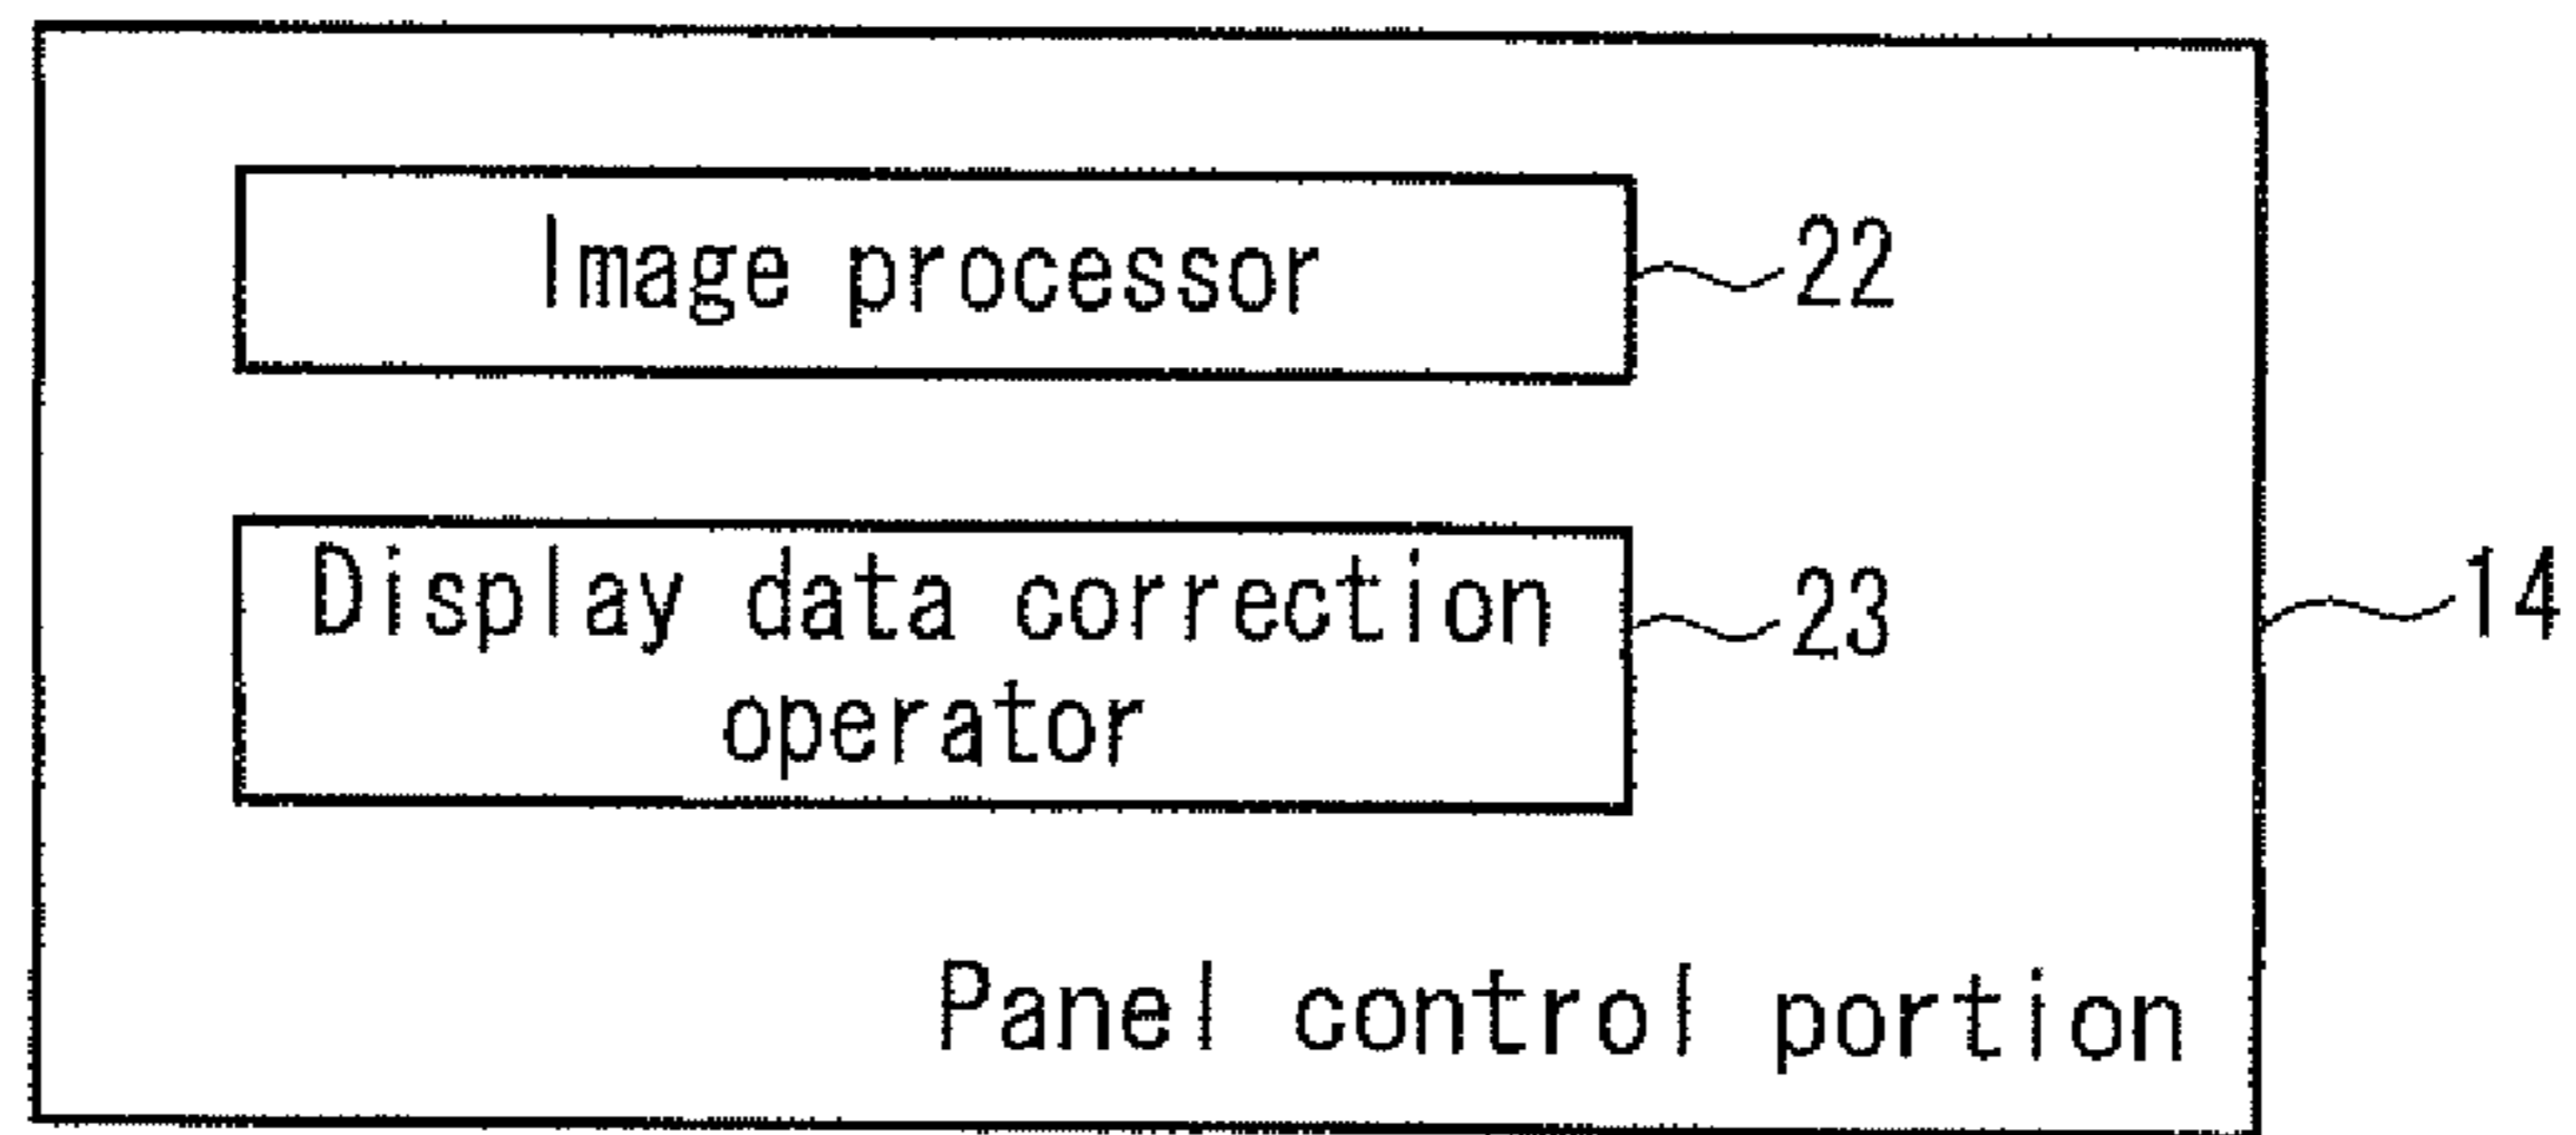 Image processor
22
Display data correction
operator
23
14
Panel control portion